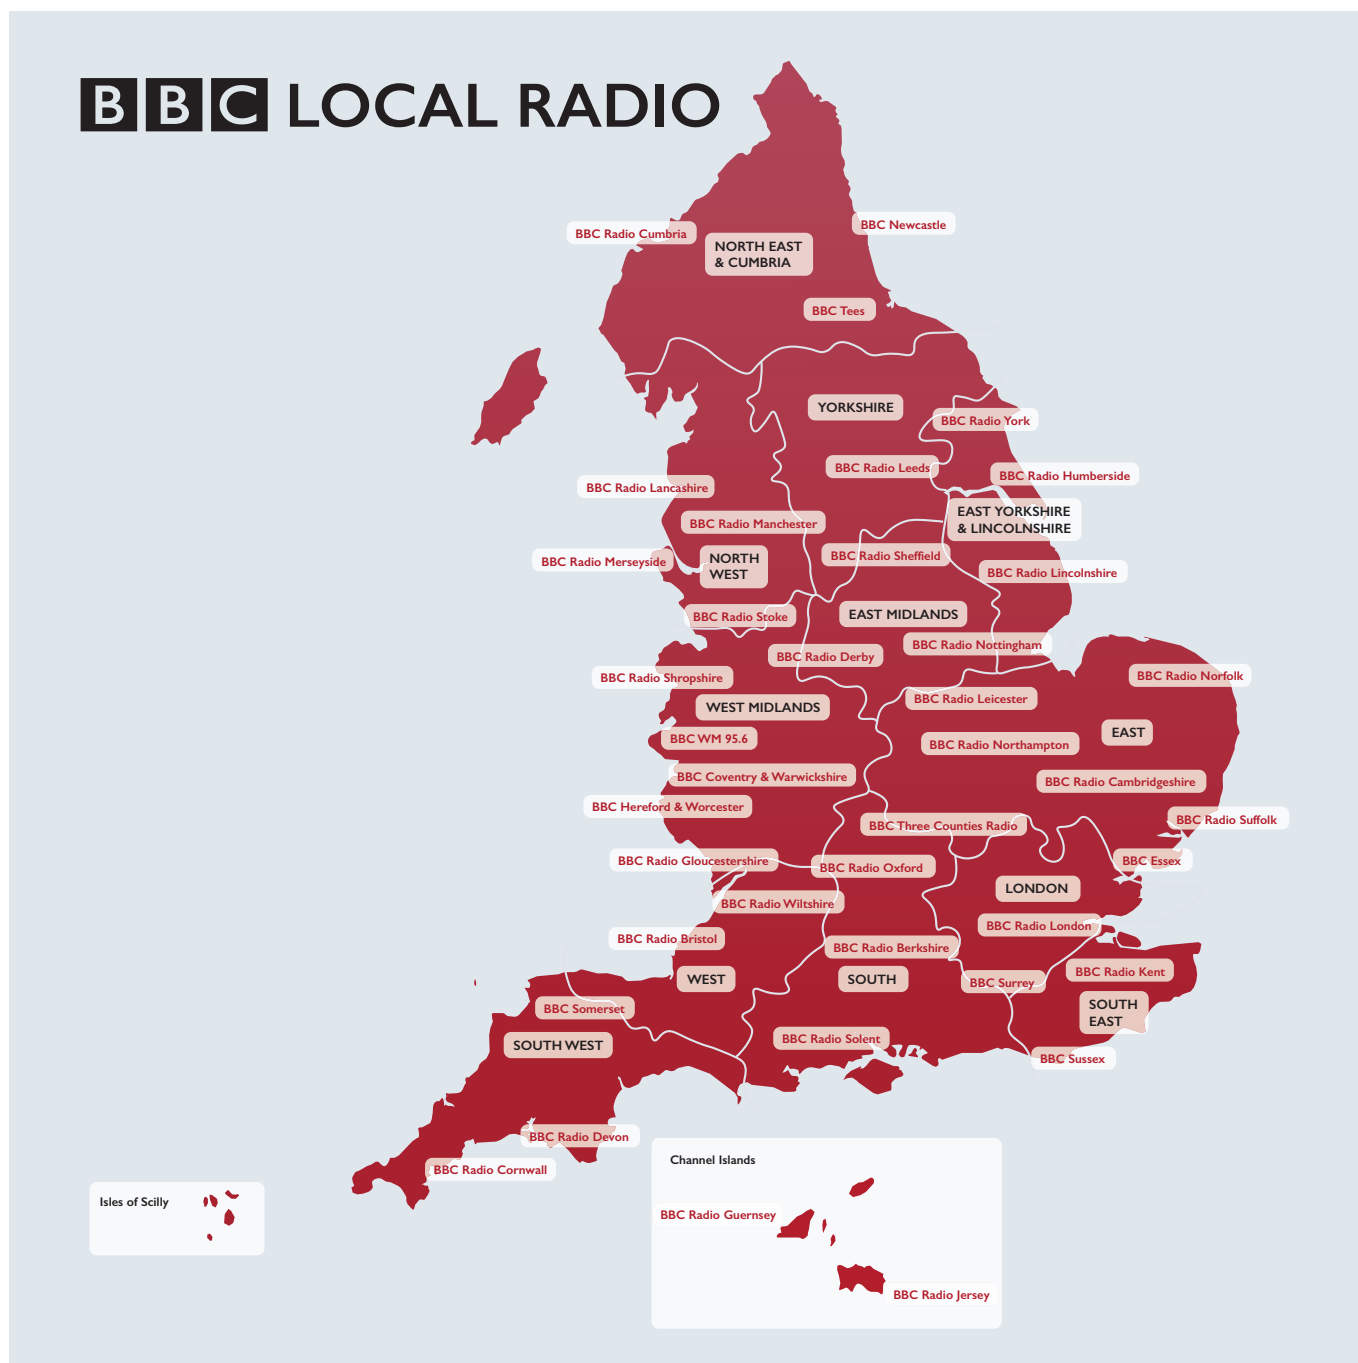 BBC LOCAL RADIO
BBC Newcastle
BBC Radio Cumbria
NORTH EAST
& CUMBRIA
BBC Tees
YORKSHIRE
BBC Radio York
BBC Radio Leeds
BBC Radio Humberside
BBC Radio Lancashire
EAST YORKSHIRE
& LINCOLNSHIRE
BBC Radio Manchester
BBC Radio Sheffield
BBC Radio Merseyside
NORTH
WEST
BBC Radio Lincolnshire
BBC Radio Stoke
EAST MIDLANDS
BBC Radio Nottingham
BBC Radio Derby
BBC Radio Shropshire
BBC Radio Norfolk
BBC Radio Leicester
WEST MIDLANDS
EAST
BBC WM 95.6
BBC Radio Northampton
BBC Coventry & Warwickshire
BBC Radio Cambridgeshire
BBC Hereford & Worcester
BBC Radio Suffolk
BBC Three Counties Radio
BBC Radio Gloucestershire
BBC Essex
BBC Radio Oxford
LONDON
BBC Radio Wiltshire
BBC Radio London
BBC Radio Bristol
BBC Radio Berkshire
BBC Radio Kent
WEST
SOUTH
BBC Surrey
BBC Somerset
SOUTH
EAST
BBC Radio Solent
SOUTH WEST
BBC Sussex
BBC Radio Devon
BBC Radio Cornwall
Channel Islands
Isles of Scilly
BBC Radio Guernsey
BBC Radio Jersey